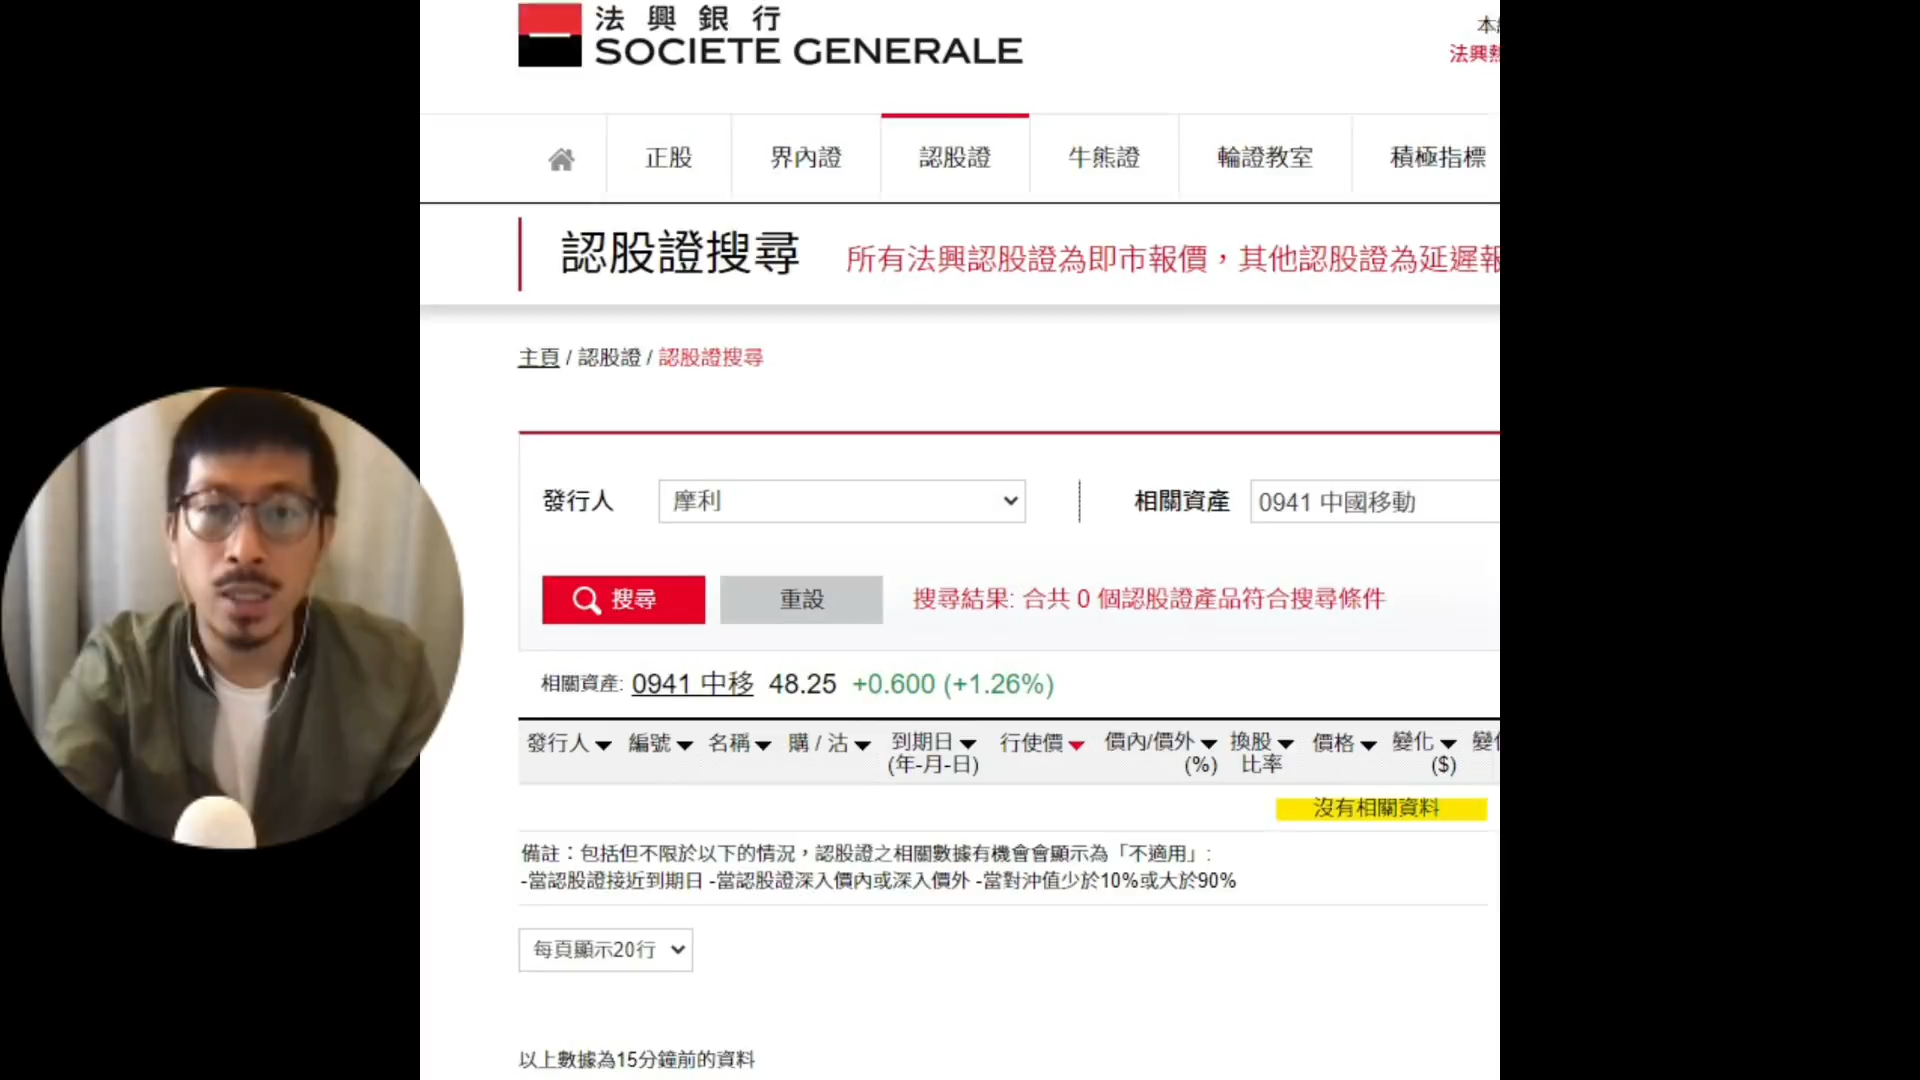 法興銀行
SOCIETE GENERALE
法興
正股
界內證
認股證
牛熊證
輪證教室
積極指標
認股證搜尋
所有法興認股證為即市報價，其他認股證為延遲報
主頁 / 認股證 / 認股證搜尋
發行人
摩利
相關資產
0941 中國移動
搜尋
重設
搜尋結果: 合共 0 個認股證產品符合搜尋條件
相關資產: 0941 中移 48.25 +0.600 (+1.26%)
發行人 編號 名稱 購 / 沽 到期日 (年-月-日) 行使價 價內/價外 (%) 換股比率 價格 變化 ($)
沒有相關資料
備註：包括但不限於以下的情況，認股證之相關數據有機會會顯示為「不適用」:
-當認股證接近到期日 -當認股證深入價內或深入價外 -當對沖值少於10%或大於90%
每頁顯示20行
以上數據為15分鐘前的資料